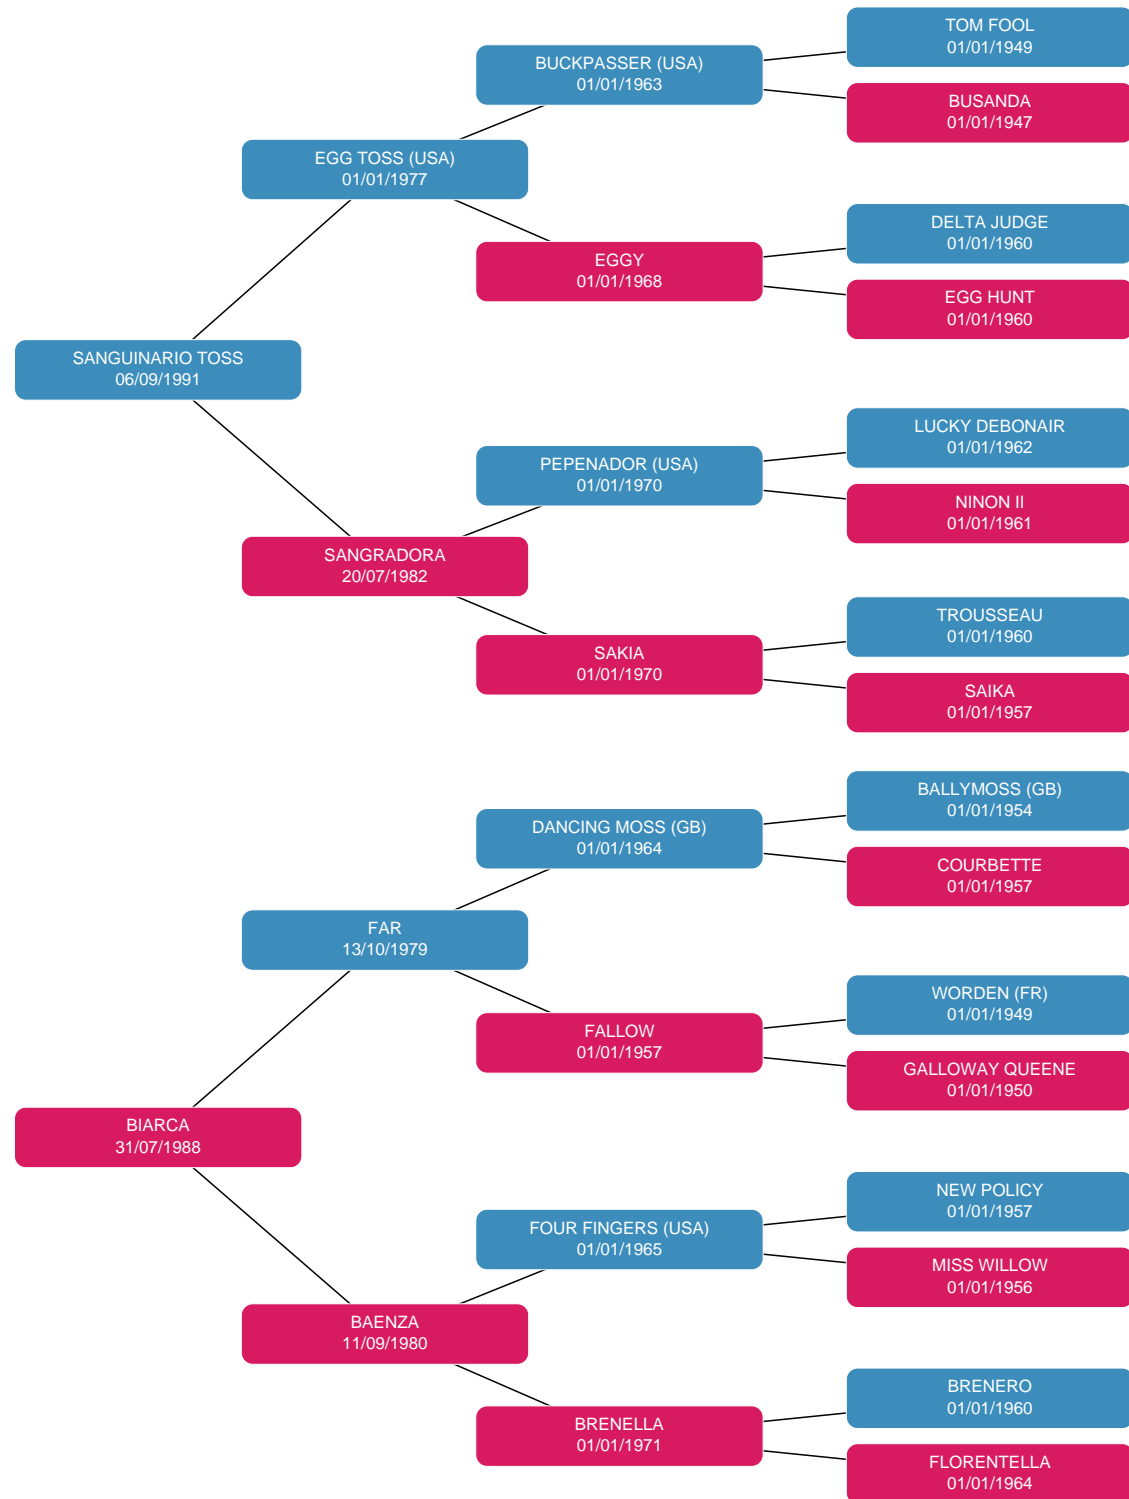 TOM FOOL
01/01/1949
BUCKPASSER (USA)
01/01/1963
BUSANDA
01/01/1947
EGG TOSS (USA)
01/01/1977
DELTA JUDGE
01/01/1960
EGGY
01/01/1968
EGG HUNT
01/01/1960
SANGUINARIO TOSS
06/09/1991
LUCKY DEBONAIR
01/01/1962
PEPENADOR (USA)
01/01/1970
NINON II
01/01/1961
SANGRADORA
20/07/1982
TROUSSEAU
01/01/1960
SAKIA
01/01/1970
SAIKA
01/01/1957
BALLYMOSS (GB)
01/01/1954
DANCING MOSS (GB)
01/01/1964
COURBETTE
01/01/1957
FAR
13/10/1979
WORDEN (FR)
01/01/1949
FALLOW
01/01/1957
GALLOWAY QUEENE
01/01/1950
BIARCA
31/07/1988
NEW POLICY
01/01/1957
FOUR FINGERS (USA)
01/01/1965
MISS WILLOW
01/01/1956
BAENZA
11/09/1980
BRENERO
01/01/1960
BRENELLA
01/01/1971
FLORENTELLA
01/01/1964